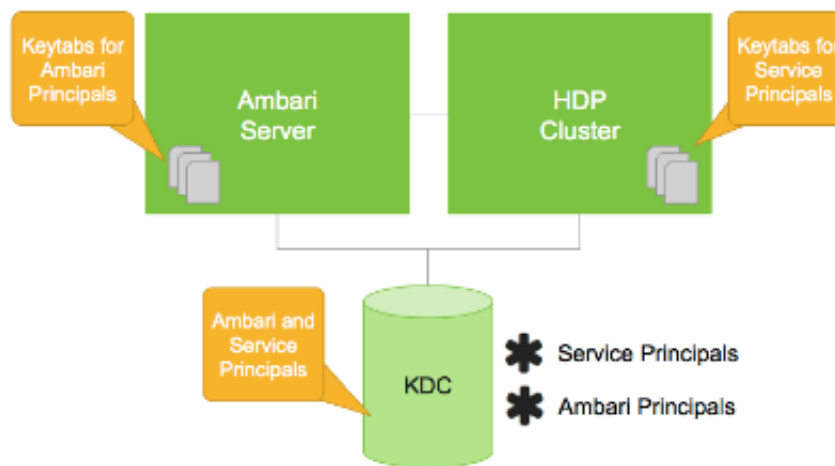 Keytabs for
Ambari
Principals
Ambari
Server
HDP
Cluster
Keytabs for
Service
Principals
Ambari and
Service
Principals
KDC
Service Principals
Ambari Principals